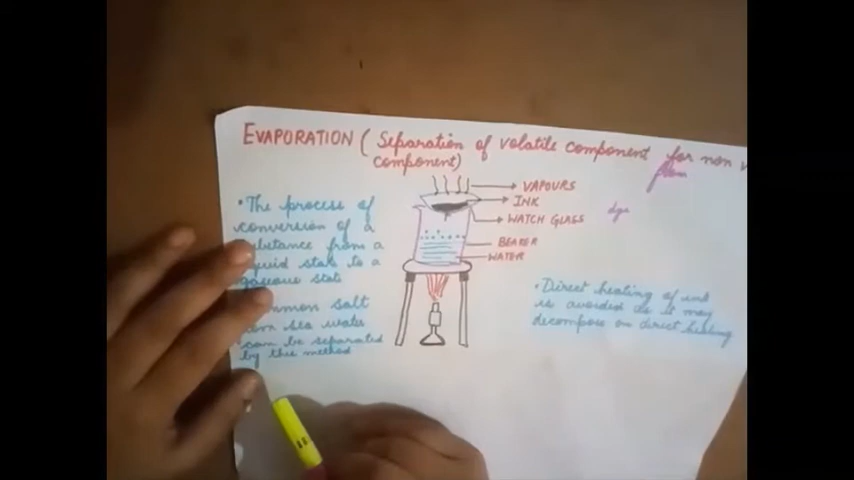 EVAPORATION ( Separation of volatile component for non v
component) from
• The process of
conversion of a
substance from a
liquid state to a
gaseous state
common salt
from sea water
can be separated
by this method
VAPOURS
INK
WATCH GLASS
BEAKER
WATER
dye
• Direct heating of ink
is avoided as it may
decompose on direct heating